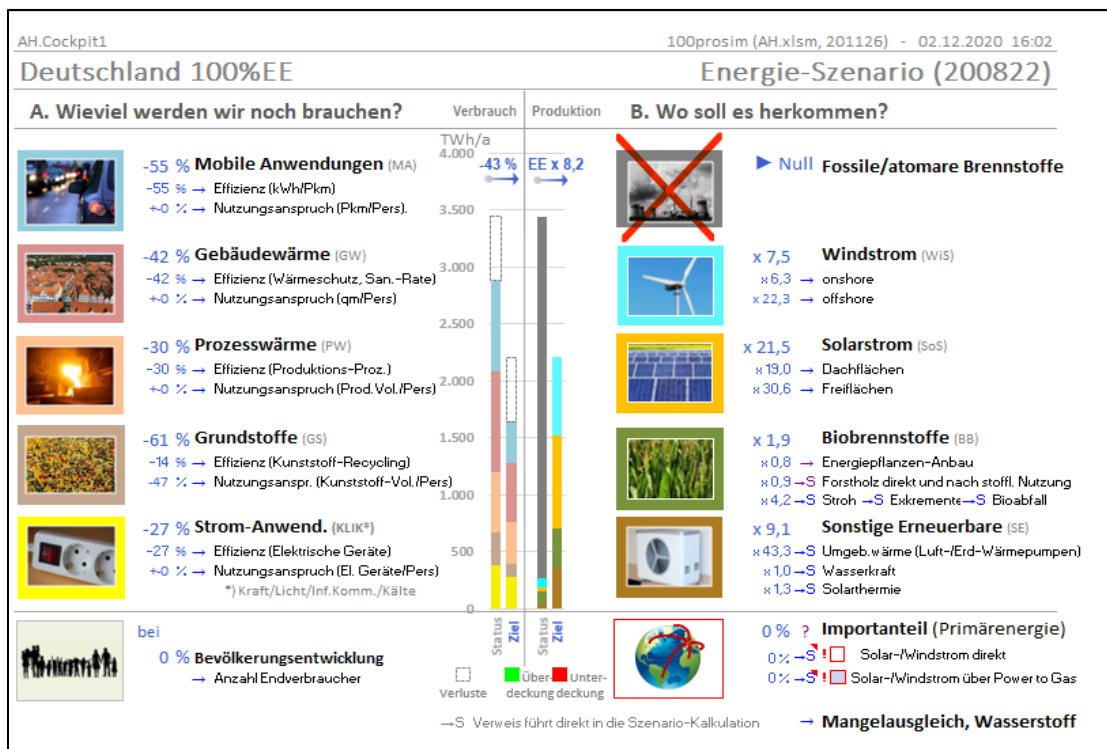 AH.Cockpit1
100prosim (AH.xlsm, 201126) - 02.12.2020 16:02
Deutschland 100%EE
Energie-Szenario (200822)
A. Wieviel werden wir noch brauchen?
Verbrauch
Produktion
B. Wo soll es herkommen?
TWh/a
4.000
3.500
3.000
2.500
2.000
1.500
1.000
500
0
-43 %
EE x 8,2
-55 % Mobile Anwendungen (MA)
-55 % → Effizienz (kWh/Pkm)
+-0 % → Nutzungsanspruch (Pkm/Pers).
-42 % Gebäudewärme (GW)
-42 % → Effizienz (Wärmeschutz, San.-Rate)
+-0 % → Nutzungsanspruch (qm/Pers)
-30 % Prozesswärme (PW)
-30 % → Effizienz (Produktions-Proz.)
+-0 % → Nutzungsanspruch (Prod.Vol./Pers)
-61 % Grundstoffe (GS)
-14 % → Effizienz (Kunststoff-Recycling)
-47 % → Nutzungsanspr. (Kunststoff-Vol./Pers)
-27 % Strom-Anwend. (KLIK*)
-27 % → Effizienz (Elektrische Geräte)
+-0 % → Nutzungsanspruch (El. Geräte/Pers)
*) Kraft/Licht/Inf.Komm./Kälte
bei
0 % Bevölkerungsentwicklung
→ Anzahl Endverbraucher
Status
Ziel
Status
Ziel
Verluste
Über-
deckung
Unter-
deckung
→S Verweis führt direkt in die Szenario-Kalkulation
► Null Fossile/atomare Brennstoffe
x 7,5 Windstrom (WiS)
x 6,3 → onshore
x 22,3 → offshore
x 21,5 Solarstrom (SoS)
x 19,0 → Dachflächen
x 30,6 → Freiflächen
x 1,9 Biobrennstoffe (BB)
x 0,8 → Energiepflanzen-Anbau
x 0,9 →S Forstholz direkt und nach stoffl. Nutzung
x 4,2 →S Stroh →S Exkremente →S Bioabfall
x 9,1 Sonstige Erneuerbare (SE)
x 43,3 →S Umgeb.wärme (Luft-/Erd-Wärmepumpen)
x 1,0 →S Wasserkraft
x 1,3 →S Solarthermie
0 % ? Importanteil (Primärenergie)
0 % →S ! Solar-/Windstrom direkt
0 % →S ! Solar-/Windstrom über Power to Gas
→ Mangelausgleich, Wasserstoff